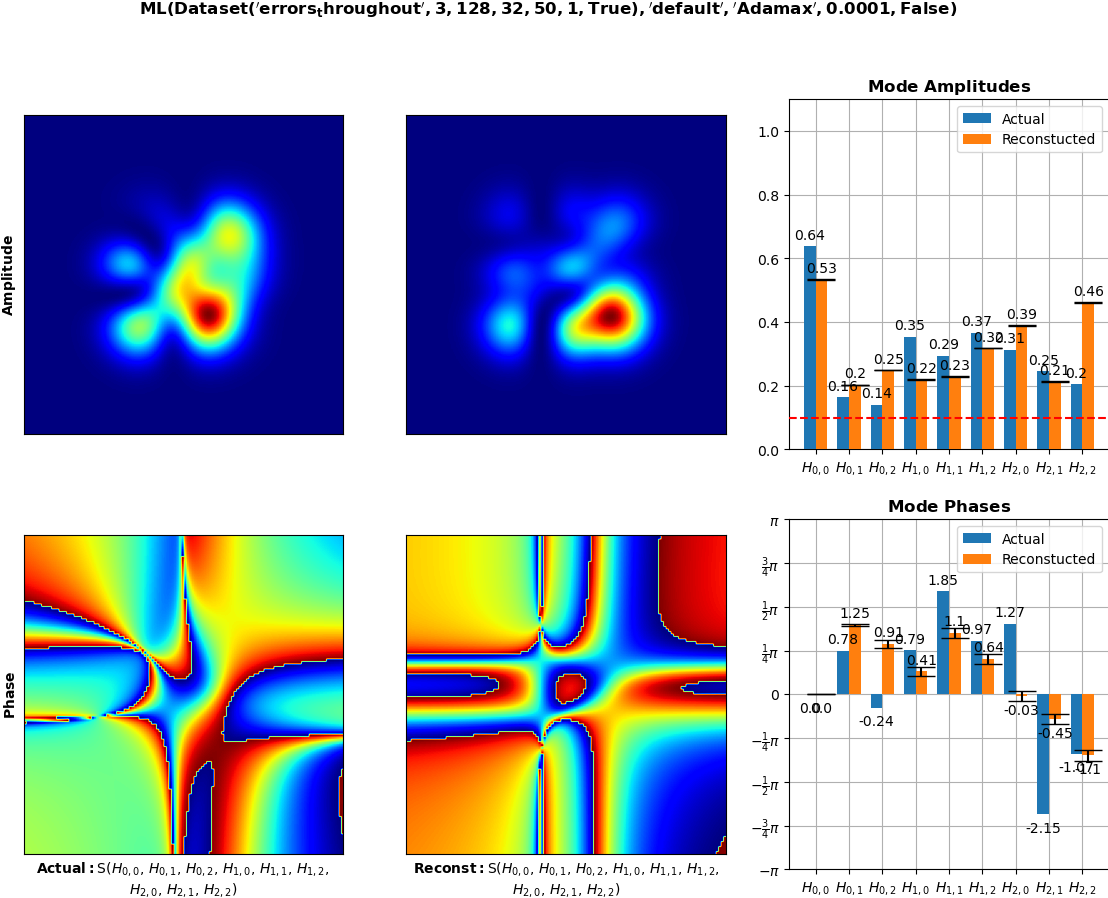 ML(Dataset('errors_throughout', 3, 128, 32, 50, 1, True), 'default', 'Adamax', 0.0001, False)
Amplitude
Mode Amplitudes
Actual
Reconstucted
1.0
0.8
0.6
0.4
0.2
0.0
0.64
0.53
0.16
0.2
0.14
0.25
0.35
0.22
0.29
0.23
0.37
0.32
0.31
0.39
0.25
0.21
0.2
0.46
H0,0 H0,1 H0,2 H1,0 H1,1 H1,2 H2,0 H2,1 H2,2
Phase
Actual: S(H0,0, H0,1, H0,2, H1,0, H1,1, H1,2,
H2,0, H2,1, H2,2)
Reconst: S(H0,0, H0,1, H0,2, H1,0, H1,1, H1,2,
H2,0, H2,1, H2,2)
Mode Phases
Actual
Reconstucted
π
3/4π
1/2π
1/4π
0
−1/4π
−1/2π
−3/4π
−π
0.0
0.0
0.78
1.25
-0.24
0.91
0.79
0.41
1.85
1.1
0.97
0.64
1.27
-0.03
-2.15
-0.45
-1.07
-1.1
H0,0 H0,1 H0,2 H1,0 H1,1 H1,2 H2,0 H2,1 H2,2